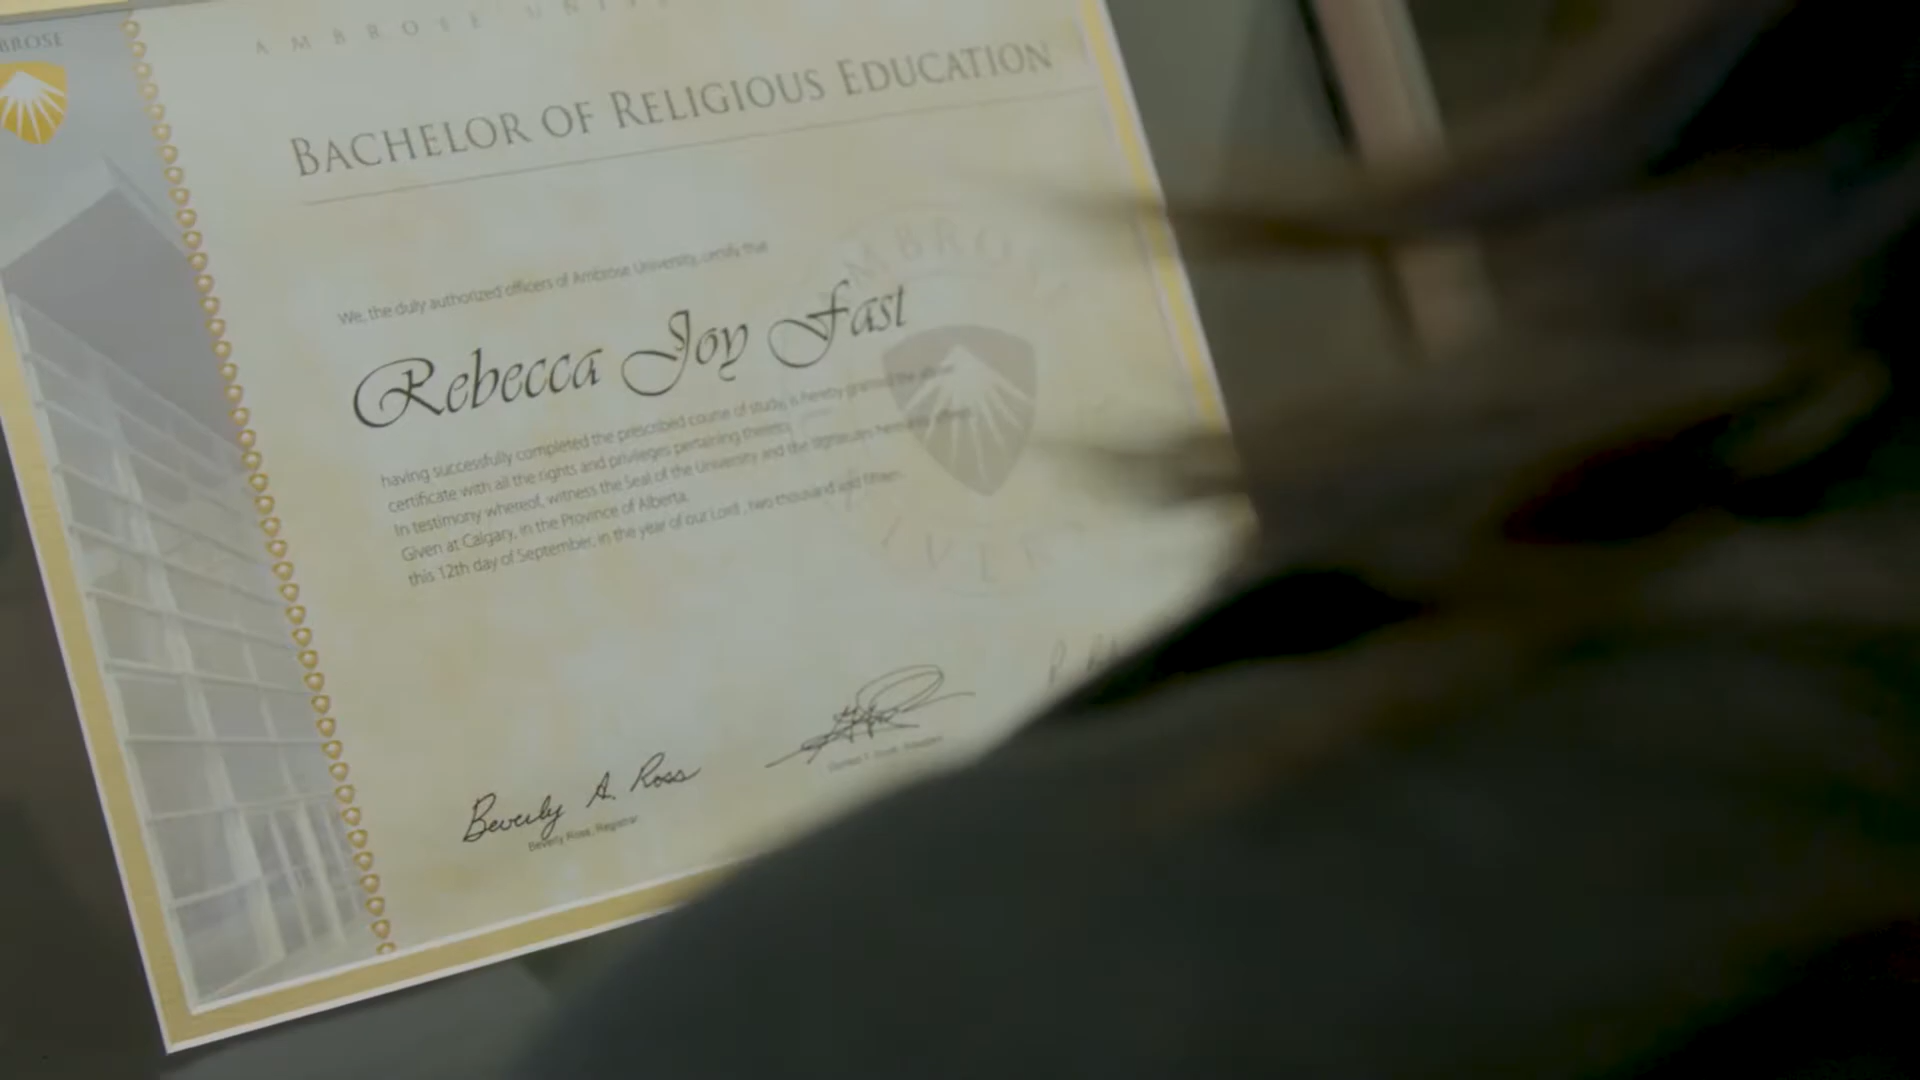 BROSE
AMBROSE UNI
BACHELOR OF RELIGIOUS EDUCATION
We, the duly authorized officers of Ambrose University, certify that
Rebecca Joy Fast
having successfully completed the prescribed course of study, is hereby granted the above
certificate with all the rights and privileges pertaining thereto.
In testimony whereof, witness the Seal of the University and the signatures hereunto affixed.
Given at Calgary, in the Province of Alberta,
this 12th day of September, in the year of our Lord, two thousand and fifteen.
MBRO
IVER
Beverly A. Ross
Beverly Ross, Registrar